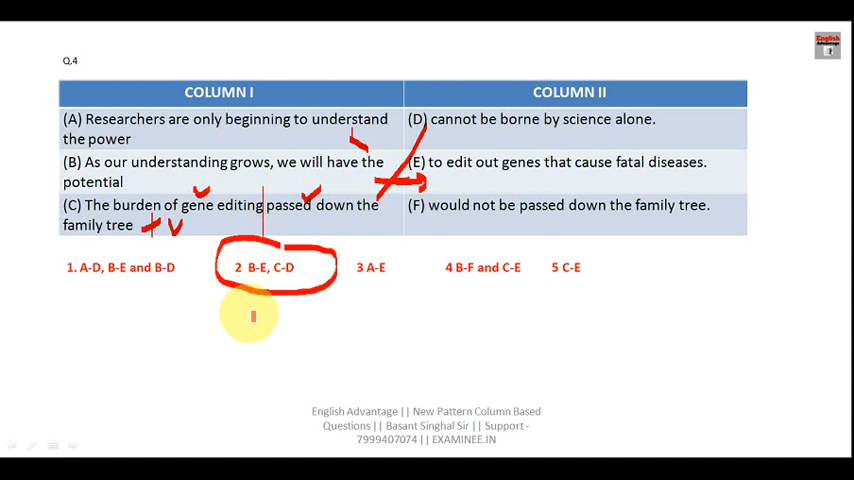 English
Advantage
Q.4
COLUMN I
COLUMN II
(A) Researchers are only beginning to understand
the power
(D) cannot be borne by science alone.
(B) As our understanding grows, we will have the
potential
(E) to edit out genes that cause fatal diseases.
(C) The burden of gene editing passed down the
family tree
(F) would not be passed down the family tree.
1. A-D, B-E and B-D
2 B-E, C-D
3 A-E
4 B-F and C-E
5 C-E
English Advantage || New Pattern Column Based
Questions || Basant Singhal Sir || Support -
7999407074 || EXAMINEE.IN